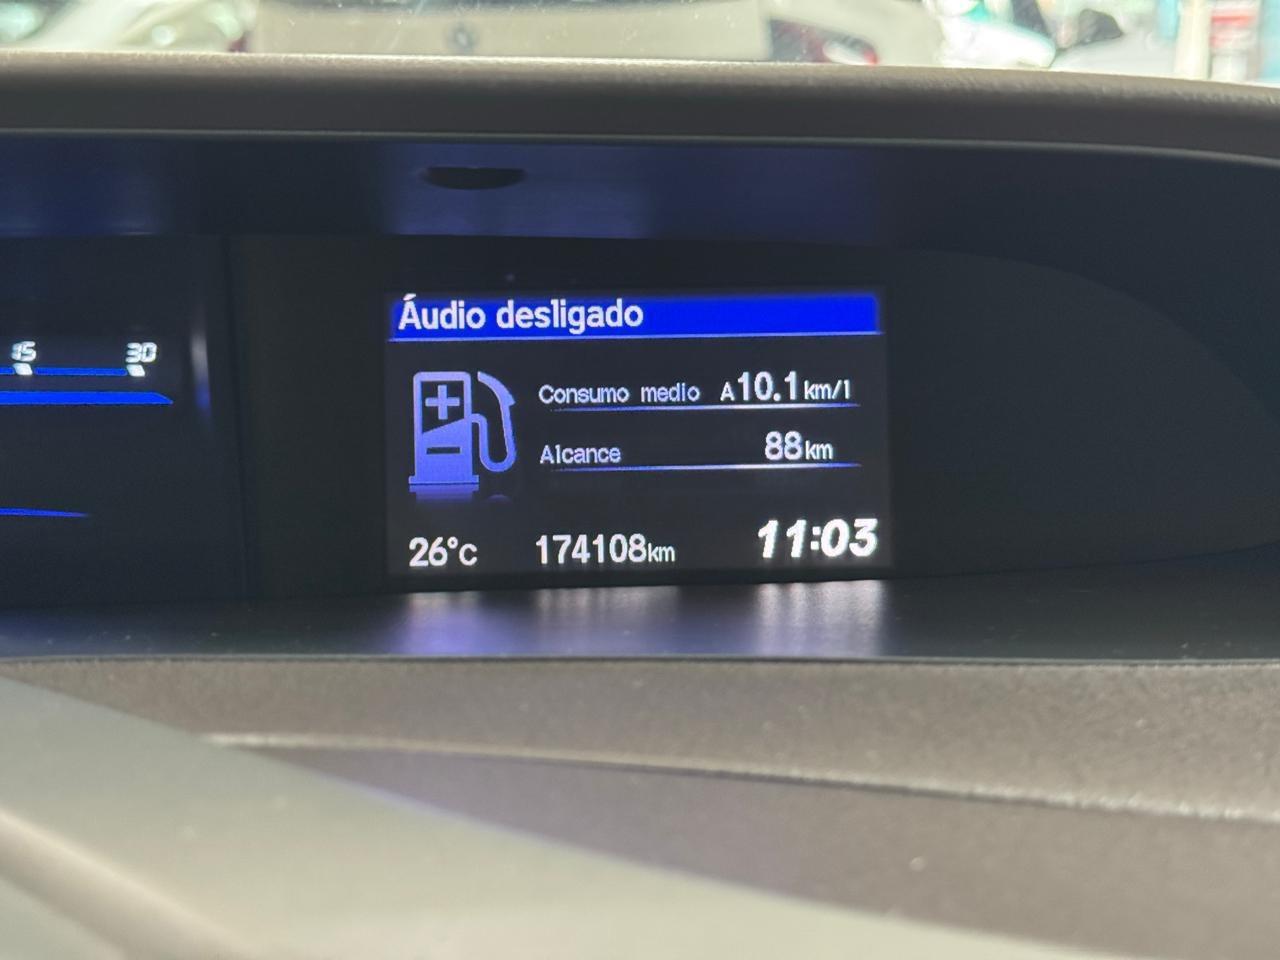 Áudio desligado
15 30
Consumo medio A10.1km/l
Alcance 88km
26°c 174108km 11:03